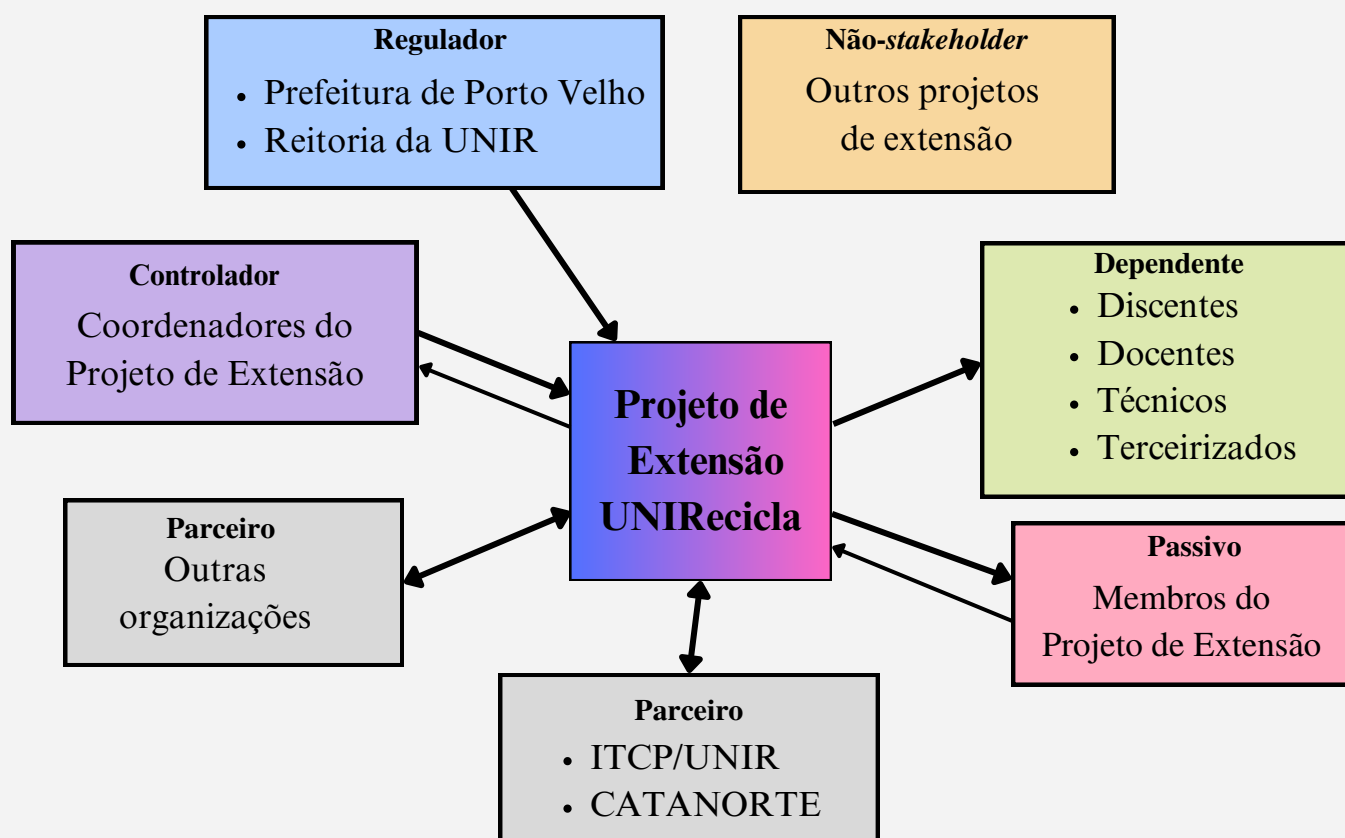 Regulador
• Prefeitura de Porto Velho
• Reitoria da UNIR
Não-stakeholder
Outros projetos
de extensão
Controlador
Coordenadores do
Projeto de Extensão
Projeto de
Extensão
UNIRecicla
Dependente
• Discentes
• Docentes
• Técnicos
• Terceirizados
Parceiro
Outras
organizações
Passivo
Membros do
Projeto de Extensão
Parceiro
• ITCP/UNIR
• CATANORTE